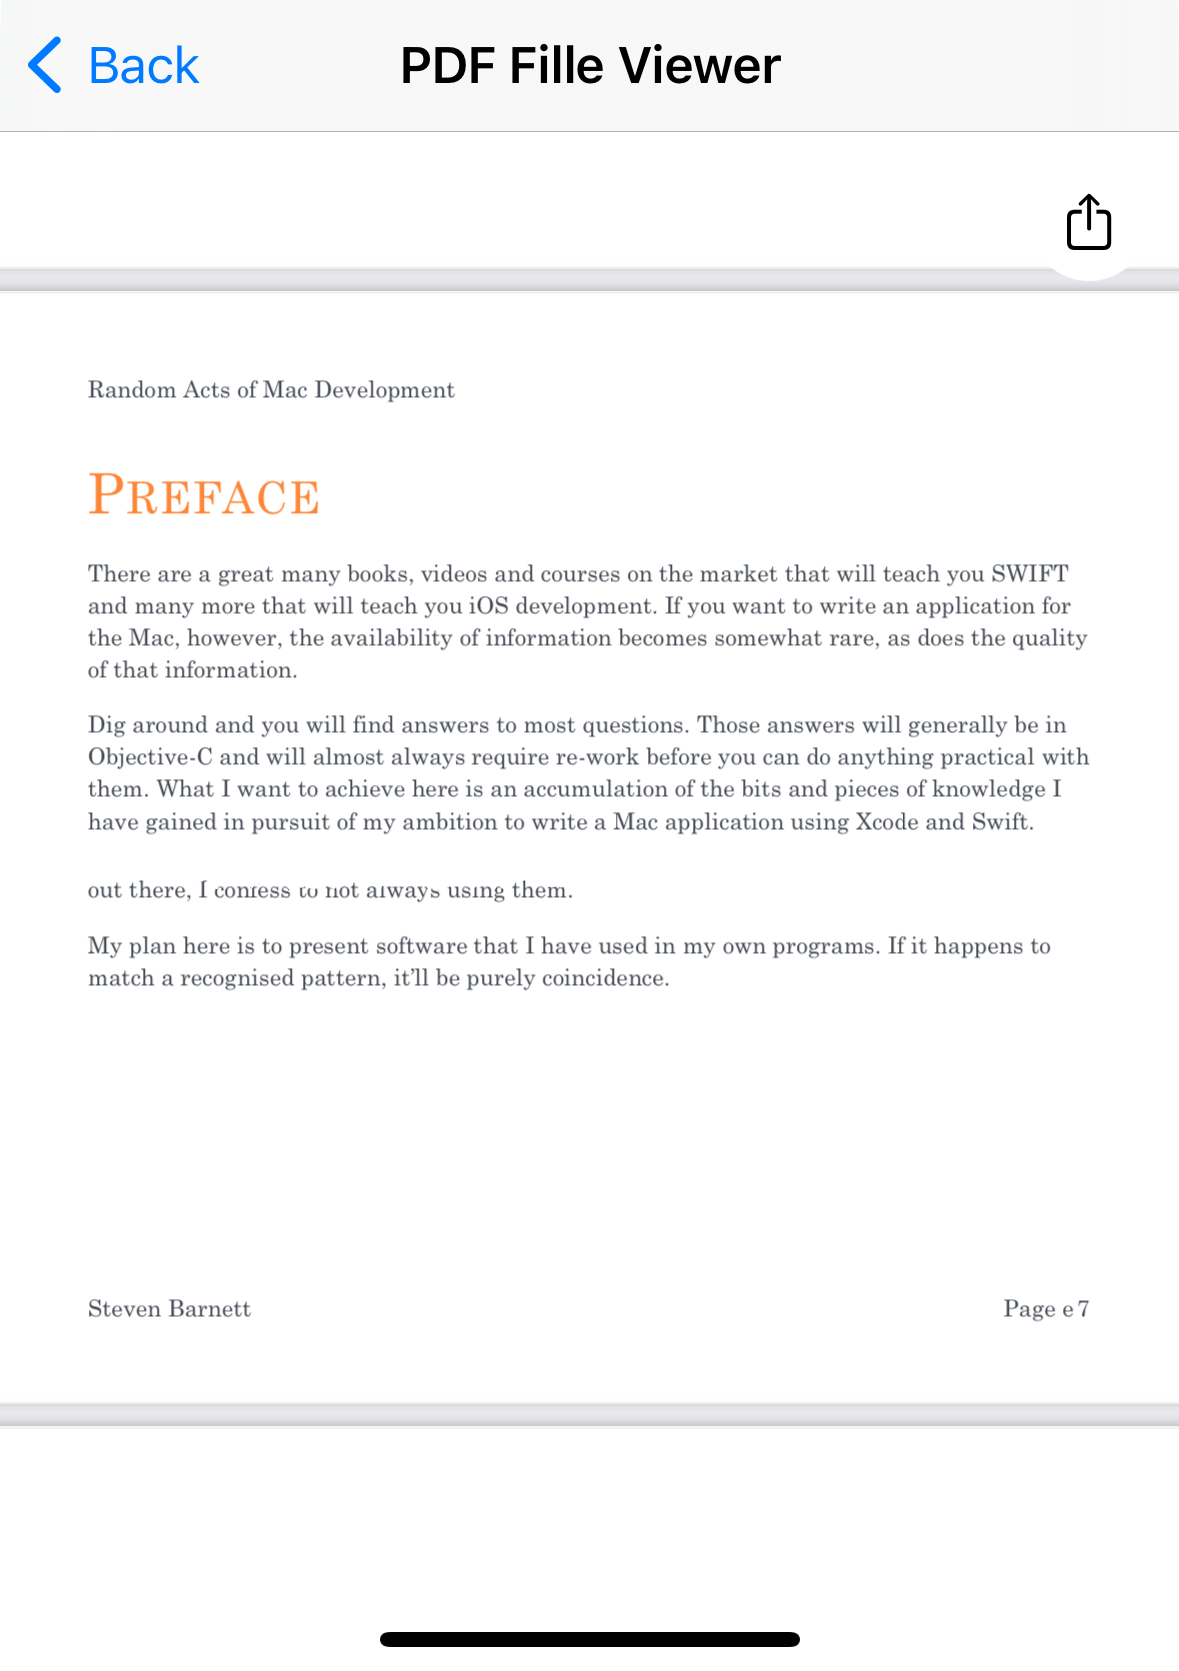 Back
PDF Fille Viewer
Random Acts of Mac Development
PREFACE
There are a great many books, videos and courses on the market that will teach you SWIFT
and many more that will teach you iOS development. If you want to write an application for
the Mac, however, the availability of information becomes somewhat rare, as does the quality
of that information.
Dig around and you will find answers to most questions. Those answers will generally be in
Objective-C and will almost always require re-work before you can do anything practical with
them. What I want to achieve here is an accumulation of the bits and pieces of knowledge I
have gained in pursuit of my ambition to write a Mac application using Xcode and Swift.
out there, I confess to not always using them.
My plan here is to present software that I have used in my own programs. If it happens to
match a recognised pattern, it’ll be purely coincidence.
Steven Barnett
Page e 7